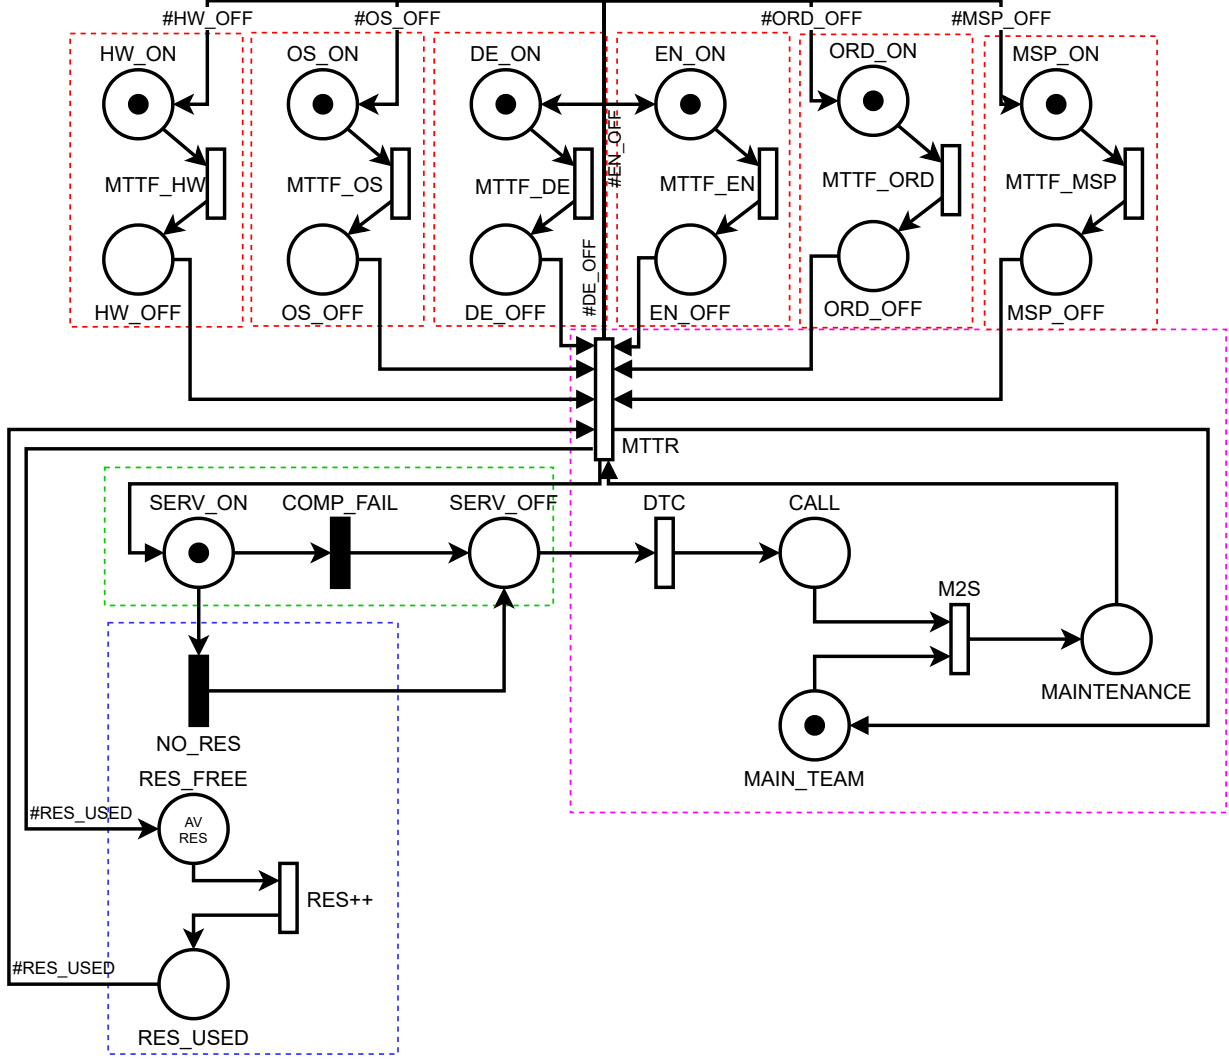 #HW_OFF
#OS_OFF
#ORD_OFF
#MSP_OFF
HW_ON
OS_ON
DE_ON
EN_ON
ORD_ON
MSP_ON
#EN_OFF
MTTF_HW
MTTF_OS
MTTF_DE
MTTF_EN
MTTF_ORD
MTTF_MSP
#DE_OFF
HW_OFF
OS_OFF
DE_OFF
EN_OFF
ORD_OFF
MSP_OFF
MTTR
SERV_ON
COMP_FAIL
SERV_OFF
DTC
CALL
M2S
MAINTENANCE
NO_RES
MAIN_TEAM
RES_FREE
#RES_USED
AV
RES
RES++
#RES_USED
RES_USED